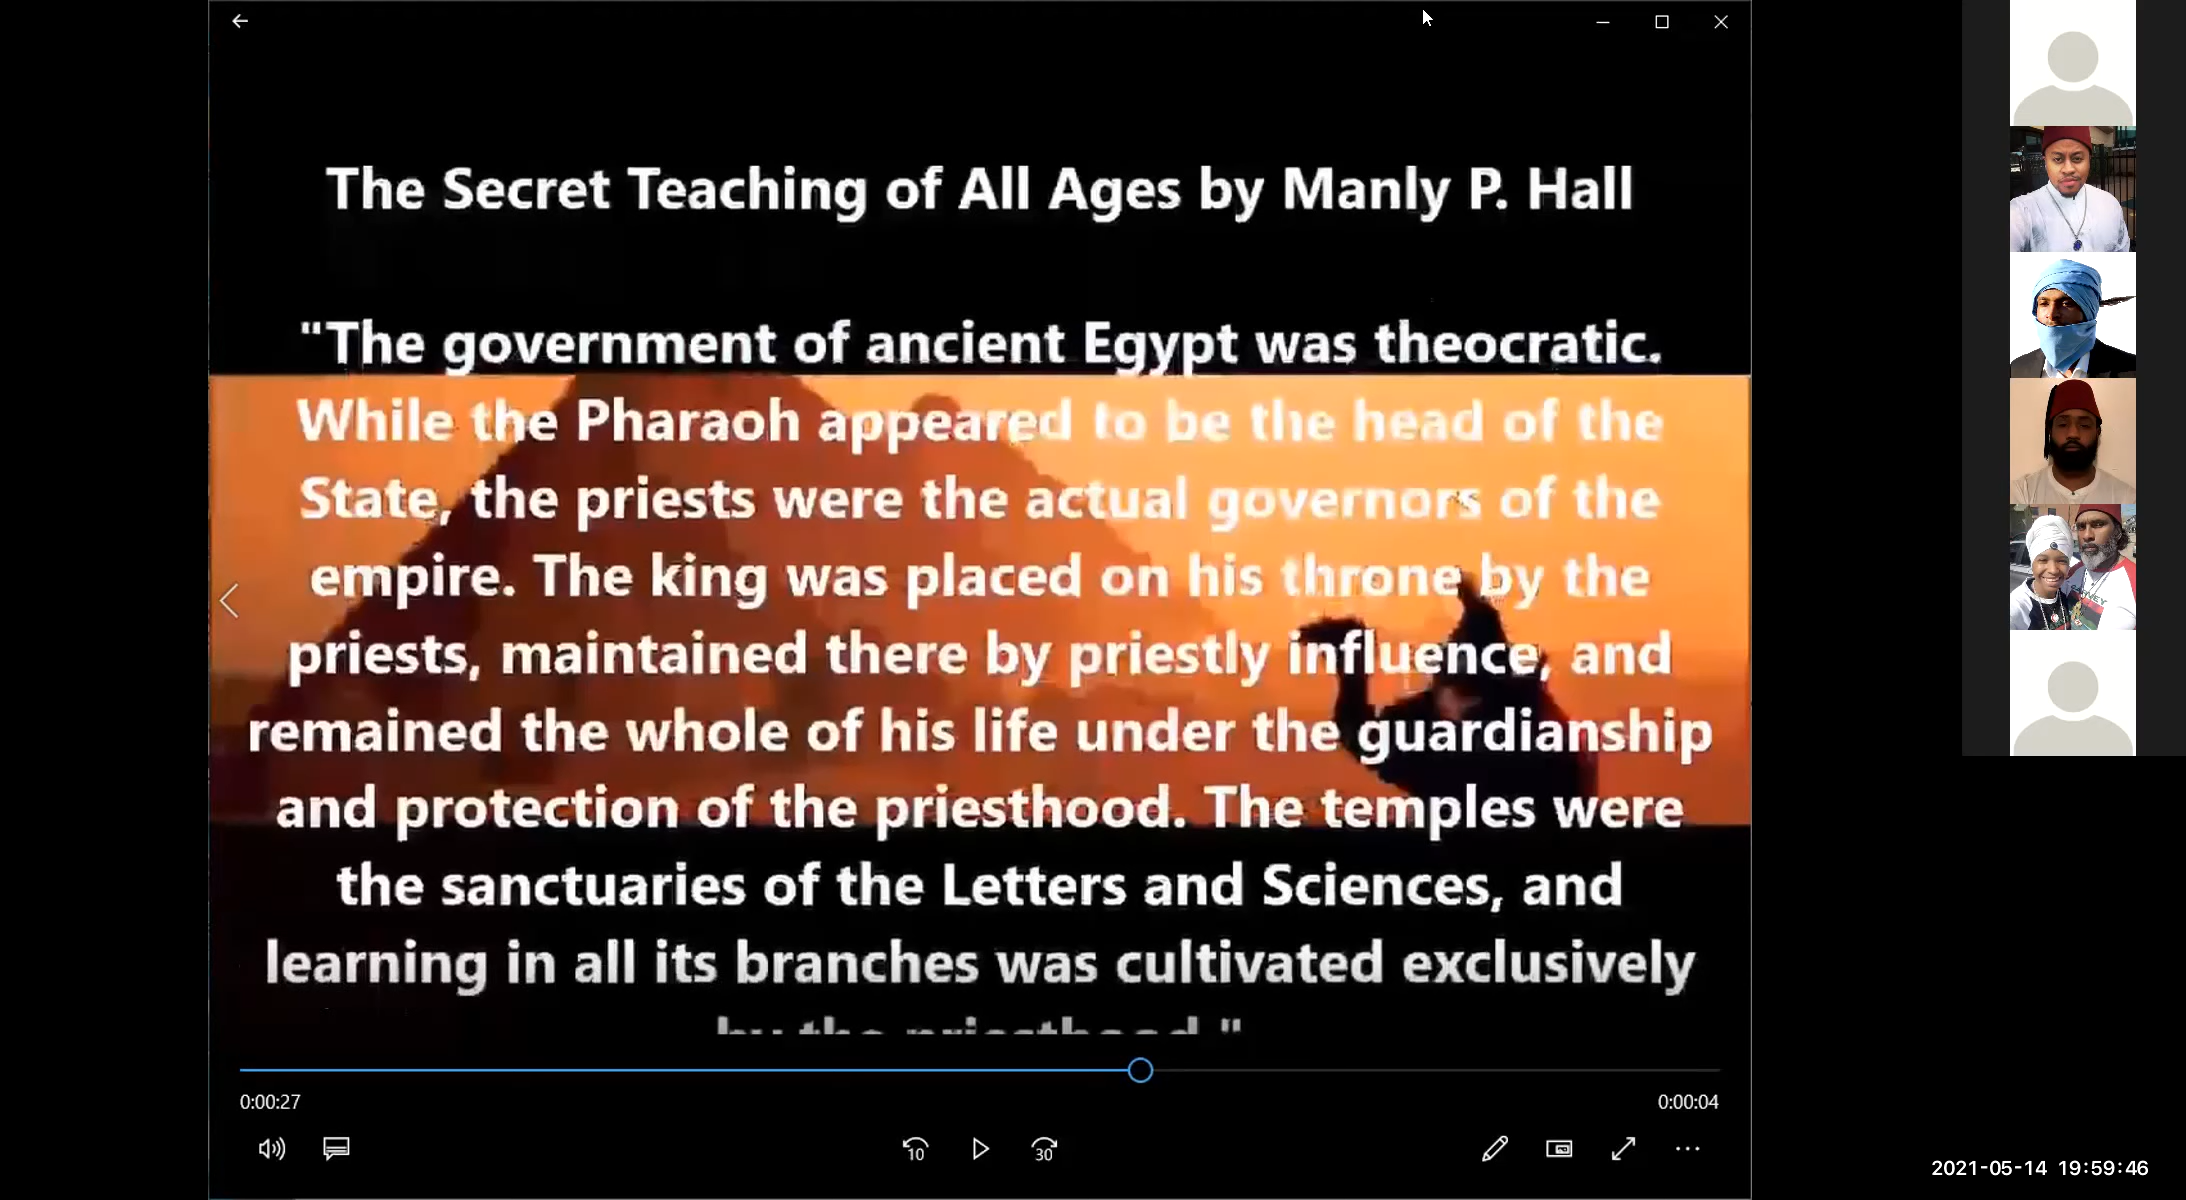 The Secret Teaching of All Ages by Manly P. Hall
"The government of ancient Egypt was theocratic.
While the Pharaoh appeared to be the head of the
State, the priests were the actual governors of the
empire. The king was placed on his throne by the
priests, maintained there by priestly influence, and
remained the whole of his life under the guardianship
and protection of the priesthood. The temples were
the sanctuaries of the Letters and Sciences, and
learning in all its branches was cultivated exclusively
by the priesthood."
0:00:27
0:00:04
10
30
2021-05-14 19:59:46